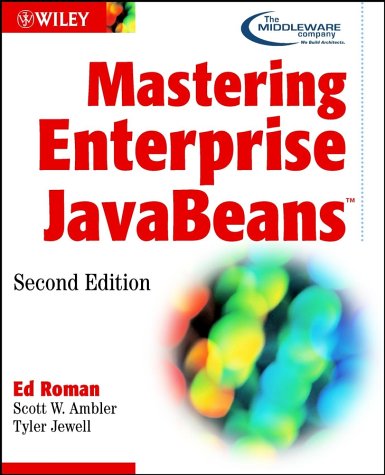 WILEY
The
MIDDLEWARE
company
We Build Architects.
Mastering
Enterprise
JavaBeans™
Second Edition
Ed Roman
Scott W. Ambler
Tyler Jewell